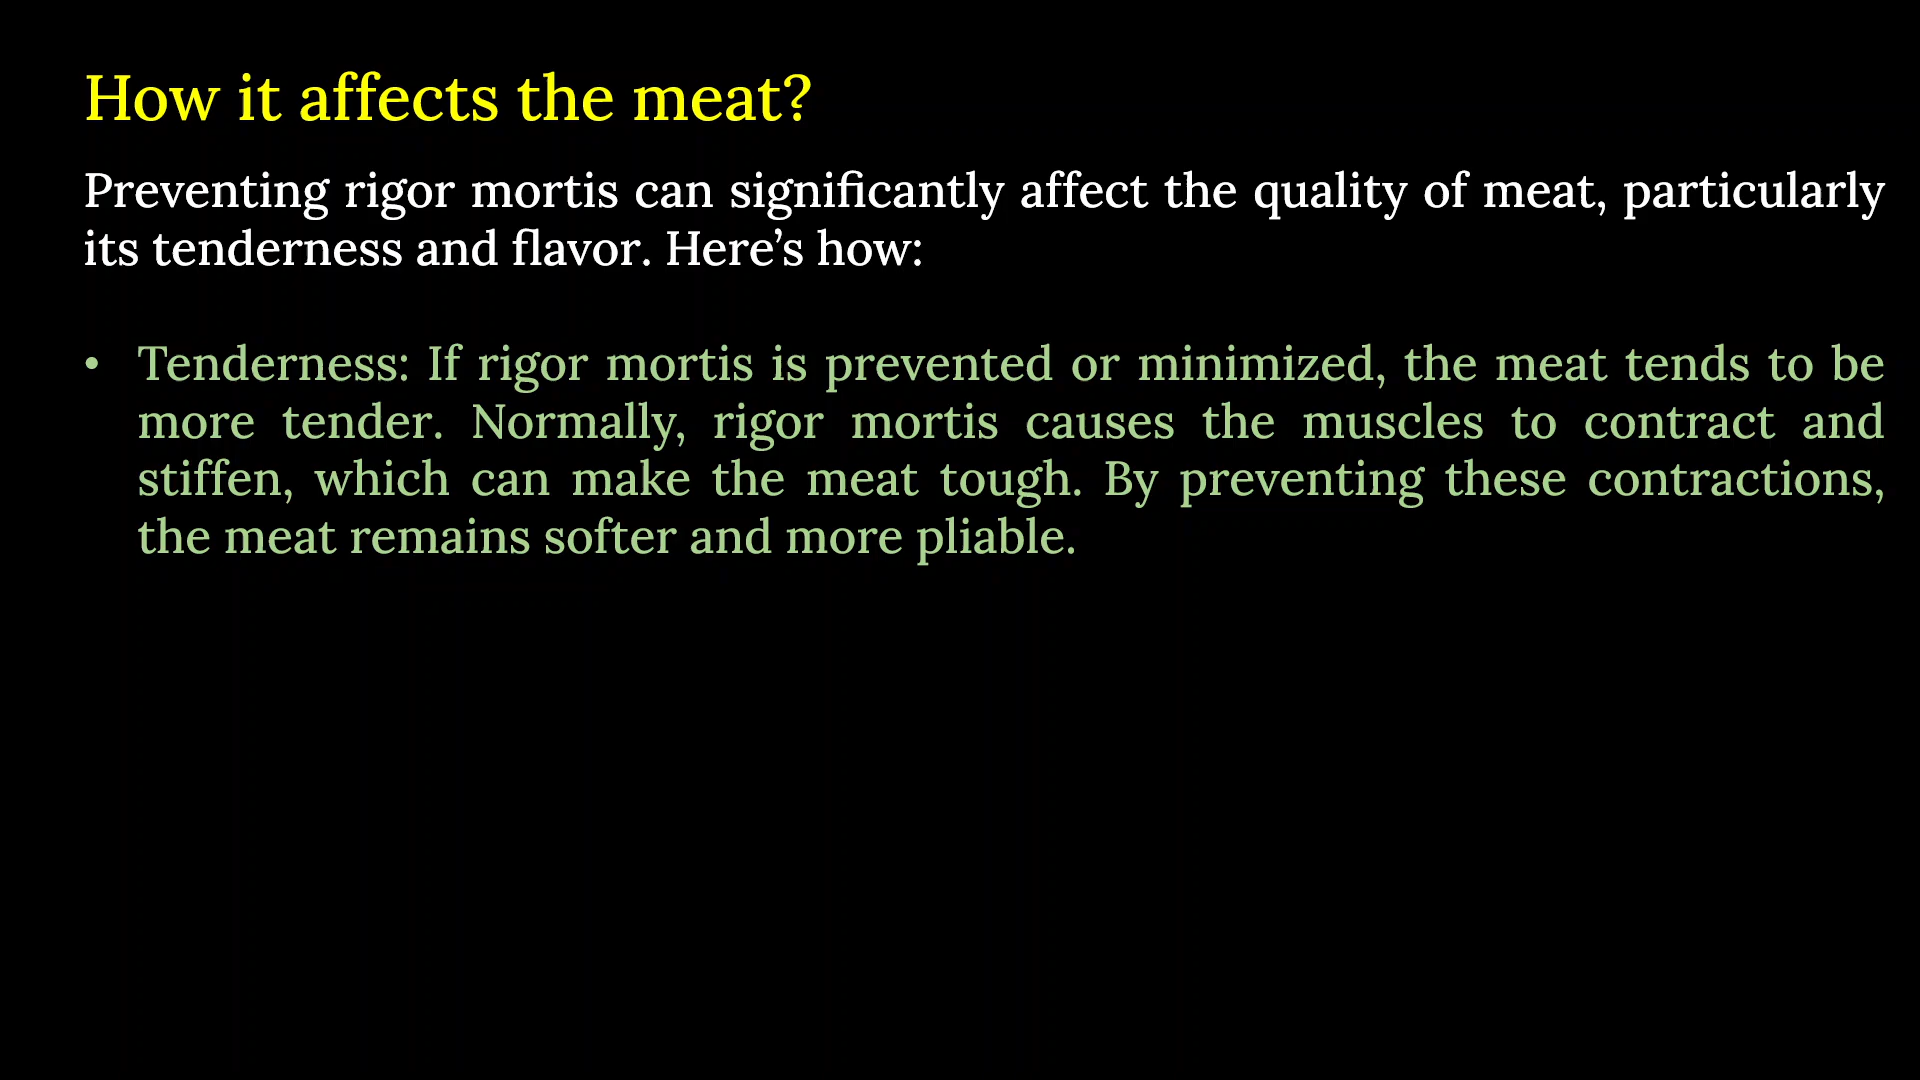 How it affects the meat?
Preventing rigor mortis can significantly affect the quality of meat, particularly
its tenderness and flavor. Here’s how:
• Tenderness: If rigor mortis is prevented or minimized, the meat tends to be
more tender. Normally, rigor mortis causes the muscles to contract and
stiffen, which can make the meat tough. By preventing these contractions,
the meat remains softer and more pliable.